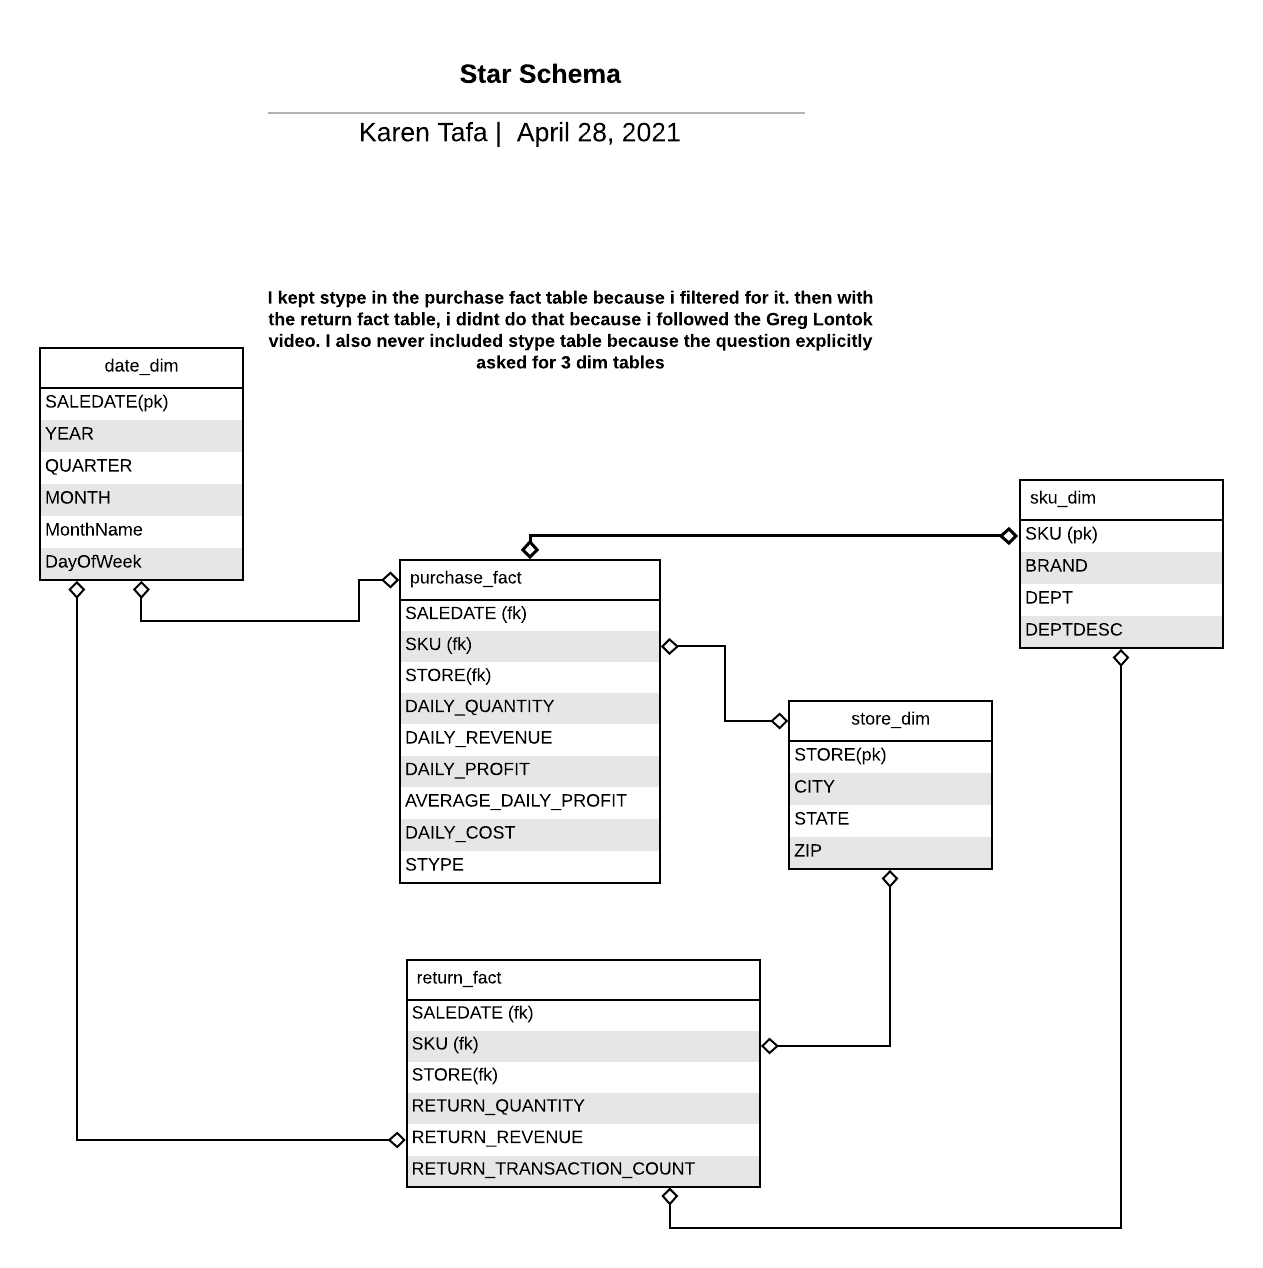 Star Schema
Karen Tafa |  April 28, 2021
I kept stype in the purchase fact table because i filtered for it. then with
the return fact table, i didnt do that because i followed the Greg Lontok
video. I also never included stype table because the question explicitly
asked for 3 dim tables
date_dim
SALEDATE(pk)
YEAR
QUARTER
MONTH
MonthName
DayOfWeek
sku_dim
SKU (pk)
BRAND
DEPT
DEPTDESC
purchase_fact
SALEDATE (fk)
SKU (fk)
STORE(fk)
DAILY_QUANTITY
DAILY_REVENUE
DAILY_PROFIT
AVERAGE_DAILY_PROFIT
DAILY_COST
STYPE
store_dim
STORE(pk)
CITY
STATE
ZIP
return_fact
SALEDATE (fk)
SKU (fk)
STORE(fk)
RETURN_QUANTITY
RETURN_REVENUE
RETURN_TRANSACTION_COUNT